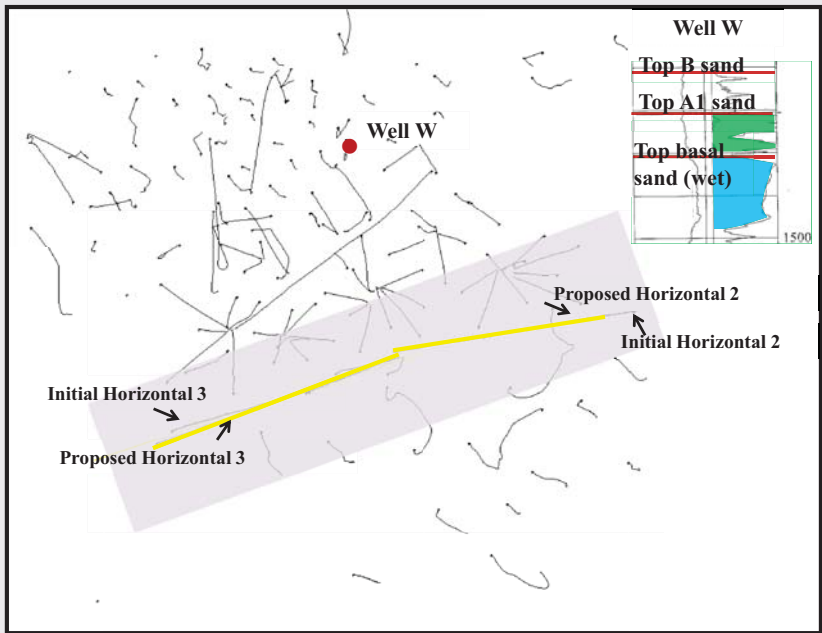 Well W
Top B sand
Top A1 sand
Top basal
sand (wet)
1500
Well W
Proposed Horizontal 2
Initial Horizontal 2
Initial Horizontal 3
Proposed Horizontal 3